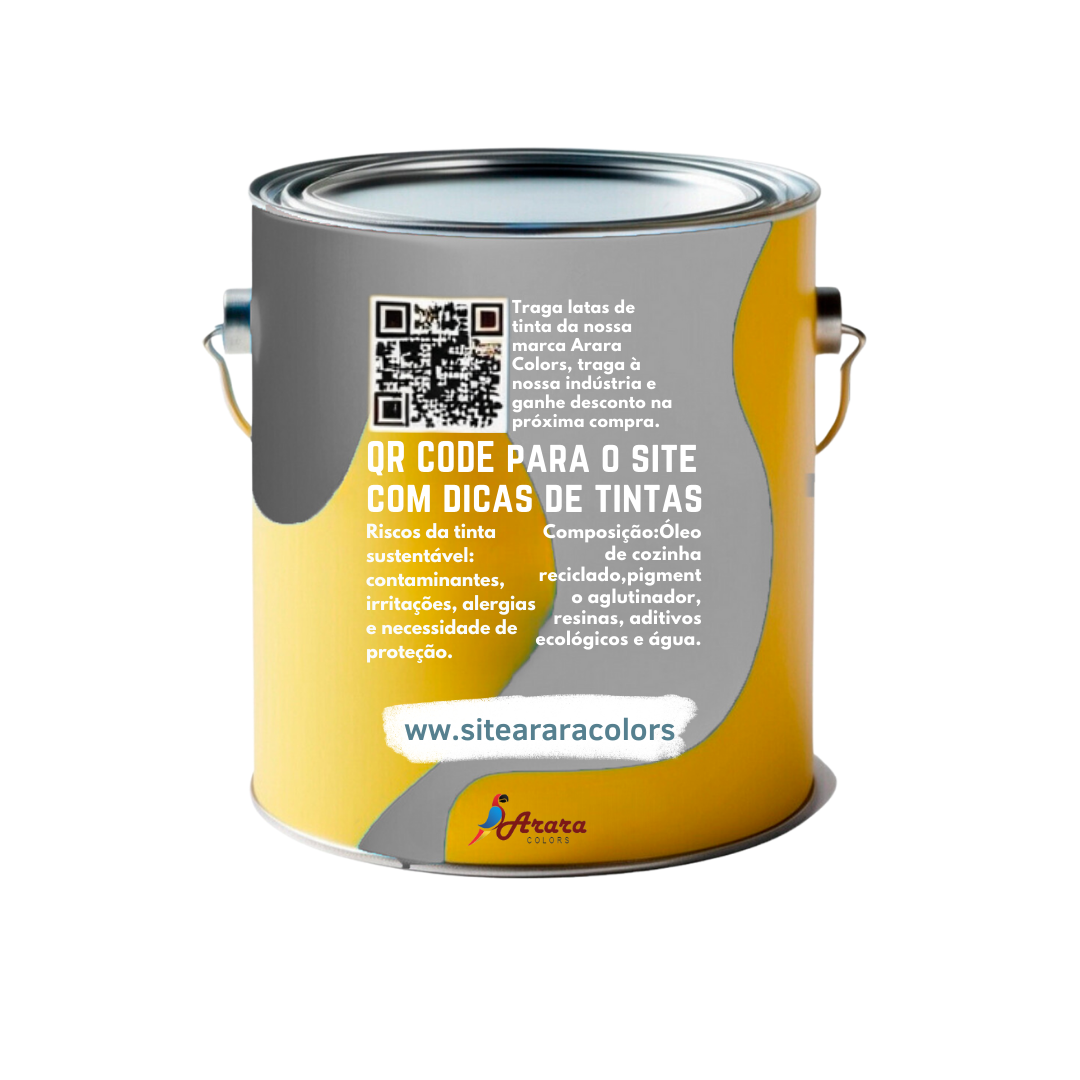 Traga latas de
tinta da nossa
marca Arara
Colors, traga à
nossa indústria e
ganhe desconto na
próxima compra.
QR CODE PARA O SITE
COM DICAS DE TINTAS
Riscos da tinta
sustentável:
contaminantes,
irritações, alergias
e necessidade de
proteção.
Composição:Óleo
de cozinha
reciclado,pigment
o aglutinador,
resinas, aditivos
ecológicos e água.
ww.siteararacolors
Arara
COLORS